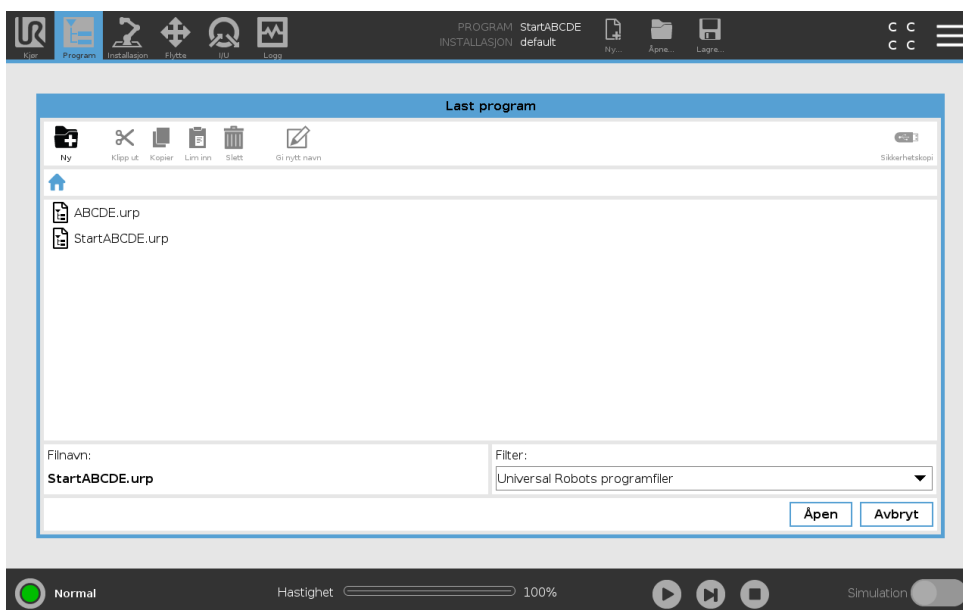 PROGRAM StartABCDE
INSTALLASJON default
C C
C C
Kjør Program Installasjon Flytte I/U Logg Ny... Åpne... Lagre...
Last program
Ny Klipp ut Kopier Lim inn Slett Gi nytt navn Sikkerhetskopi
ABCDE.urp
StartABCDE.urp
Filnavn: Filter:
StartABCDE.urp Universal Robots programfiler
Åpen Avbryt
Normal Hastighet 100% Simulation